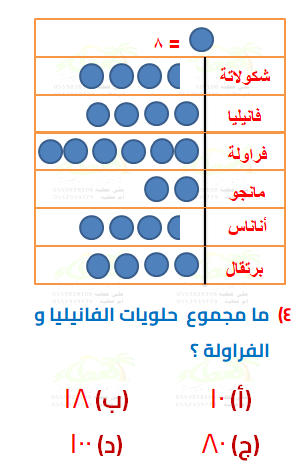 = ٨
شكولاتة
فانيليا
فراولة
مانجو
أناناس
برتقال
٤) ما مجموع حلويات الفانيليا و
الفراولة ؟
(أ) ١٠ (ب) ١٨
(ج) ٨٠ (د) ١٠٠